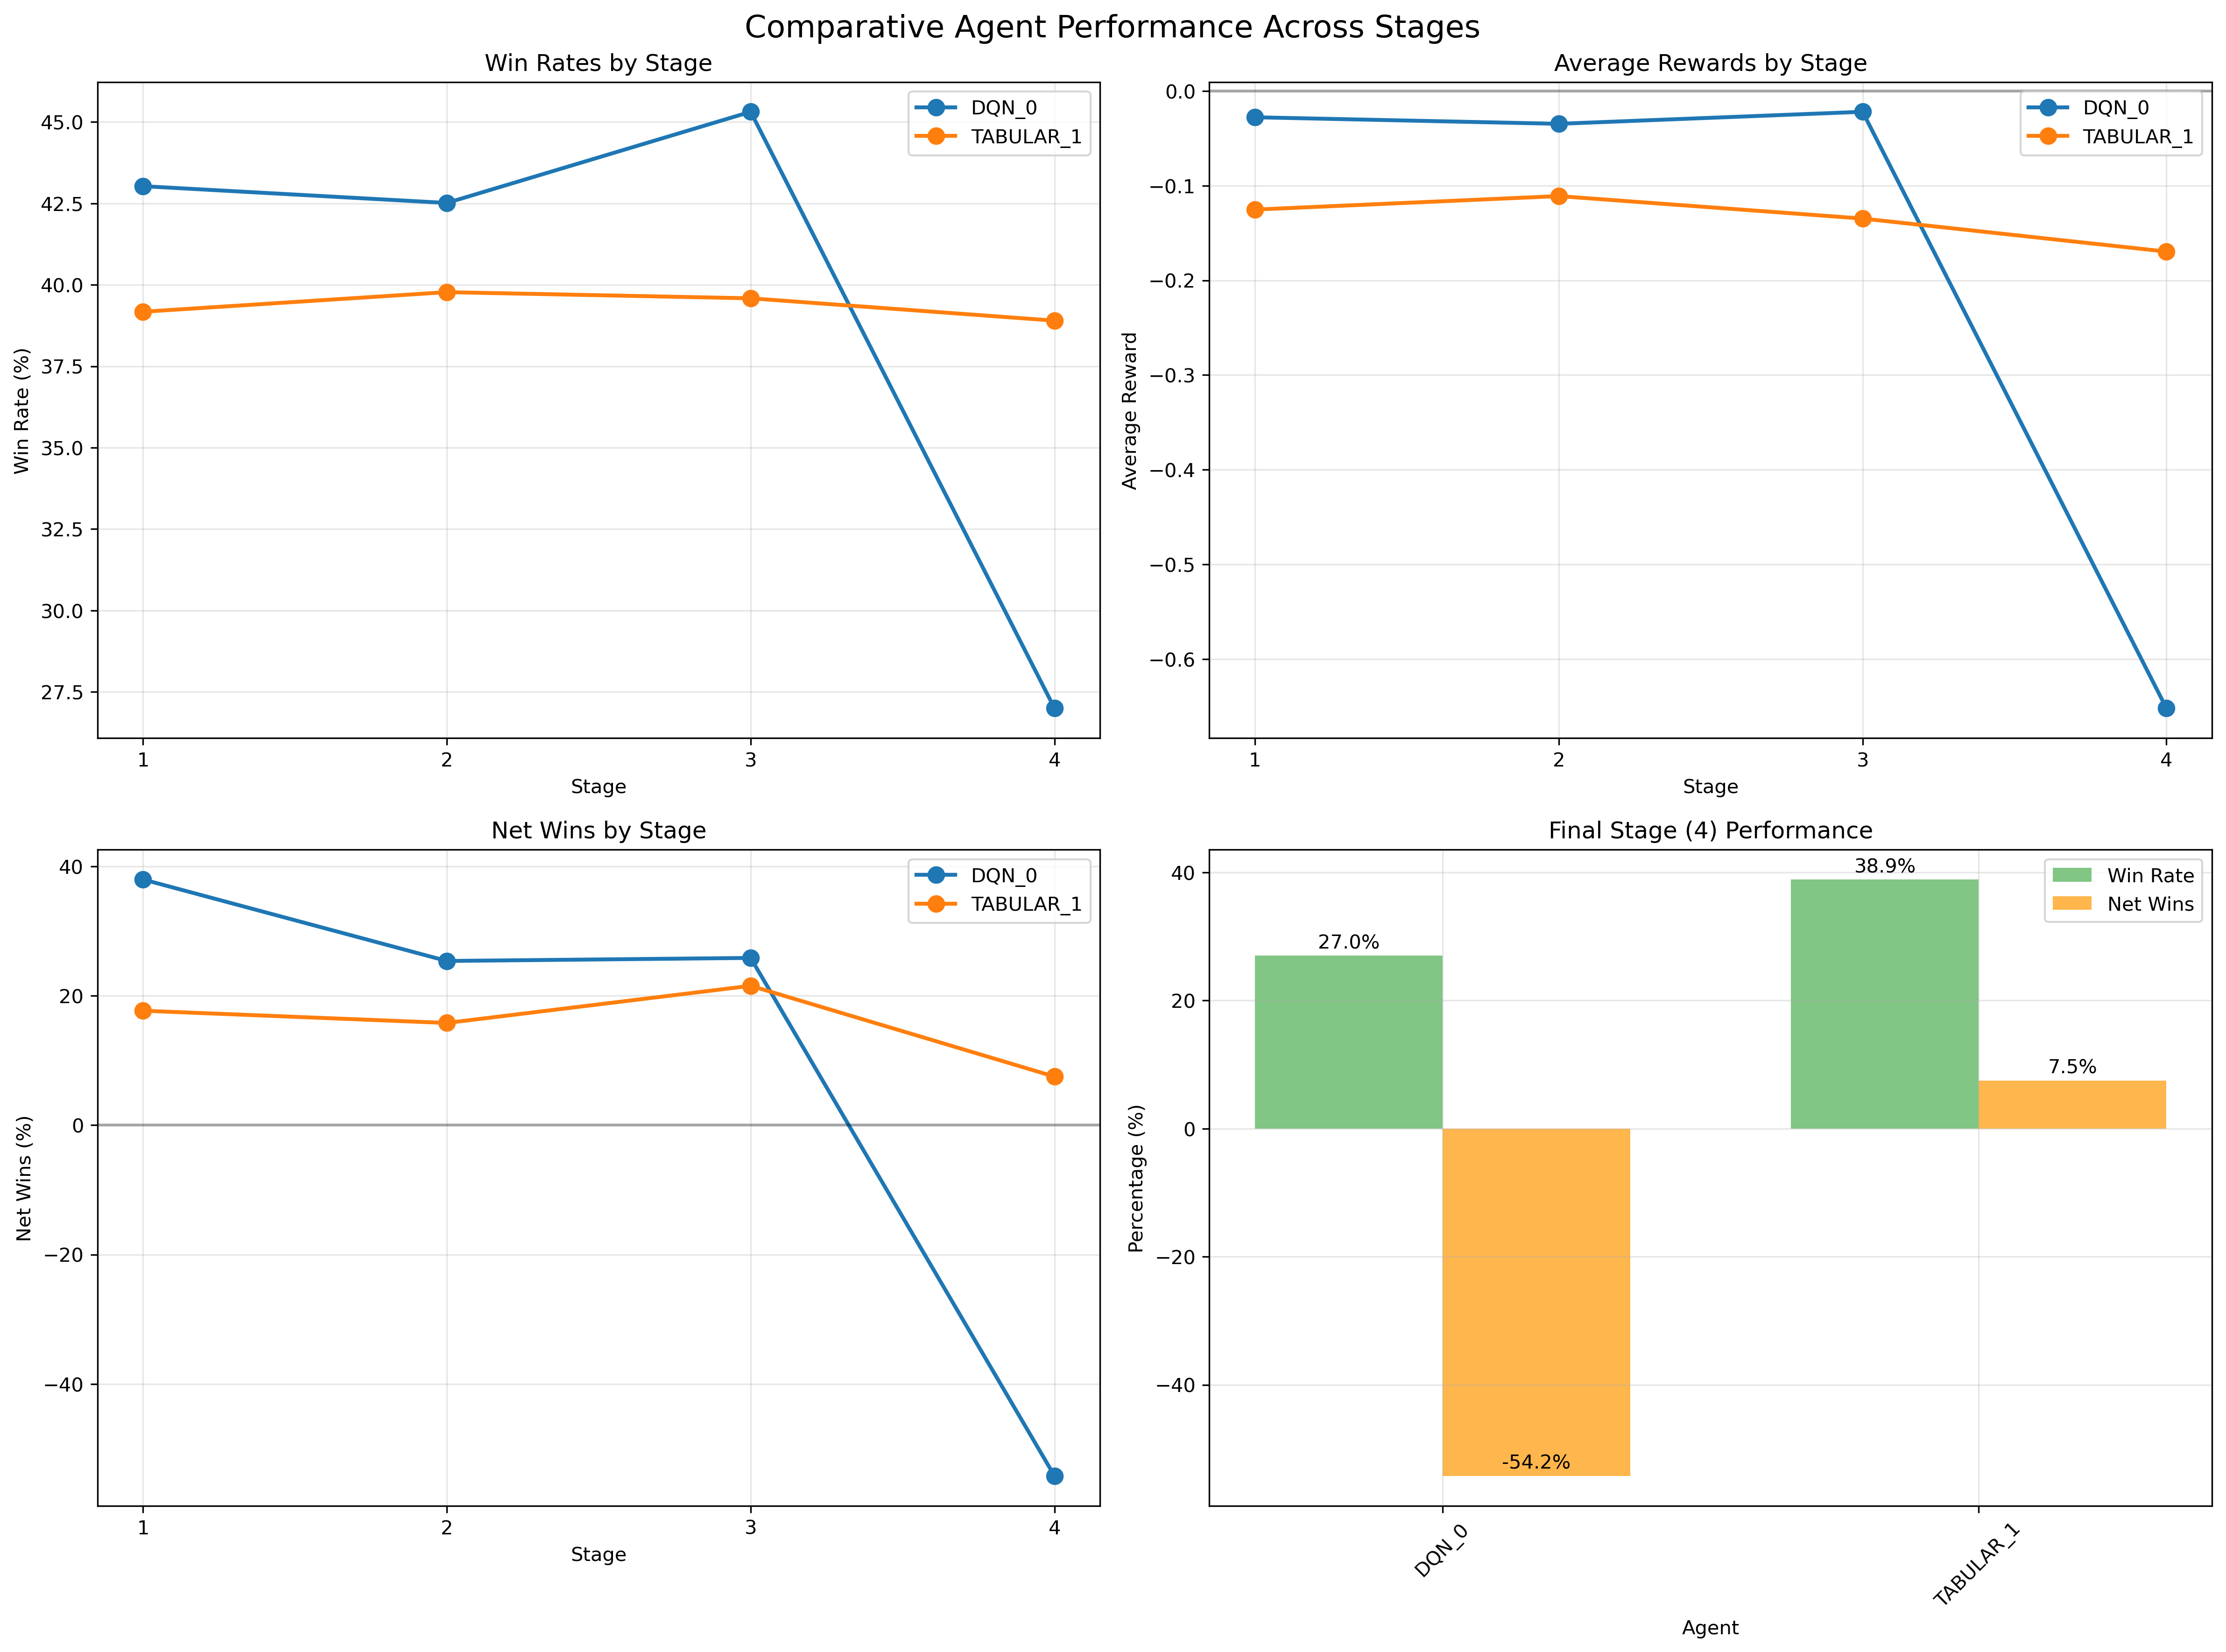 Comparative Agent Performance Across Stages
Win Rates by Stage
DQN_0
TABULAR_1
45.0
42.5
40.0
37.5
35.0
32.5
30.0
27.5
Win Rate (%)
1 2 3 4
Stage
Average Rewards by Stage
DQN_0
TABULAR_1
0.0
−0.1
−0.2
−0.3
−0.4
−0.5
−0.6
Average Reward
1 2 3 4
Stage
Net Wins by Stage
DQN_0
TABULAR_1
40
20
0
−20
−40
Net Wins (%)
1 2 3 4
Stage
Final Stage (4) Performance
Win Rate
Net Wins
40
20
0
−20
−40
Percentage (%)
27.0%
-54.2%
38.9%
7.5%
DQN_0
TABULAR_1
Agent